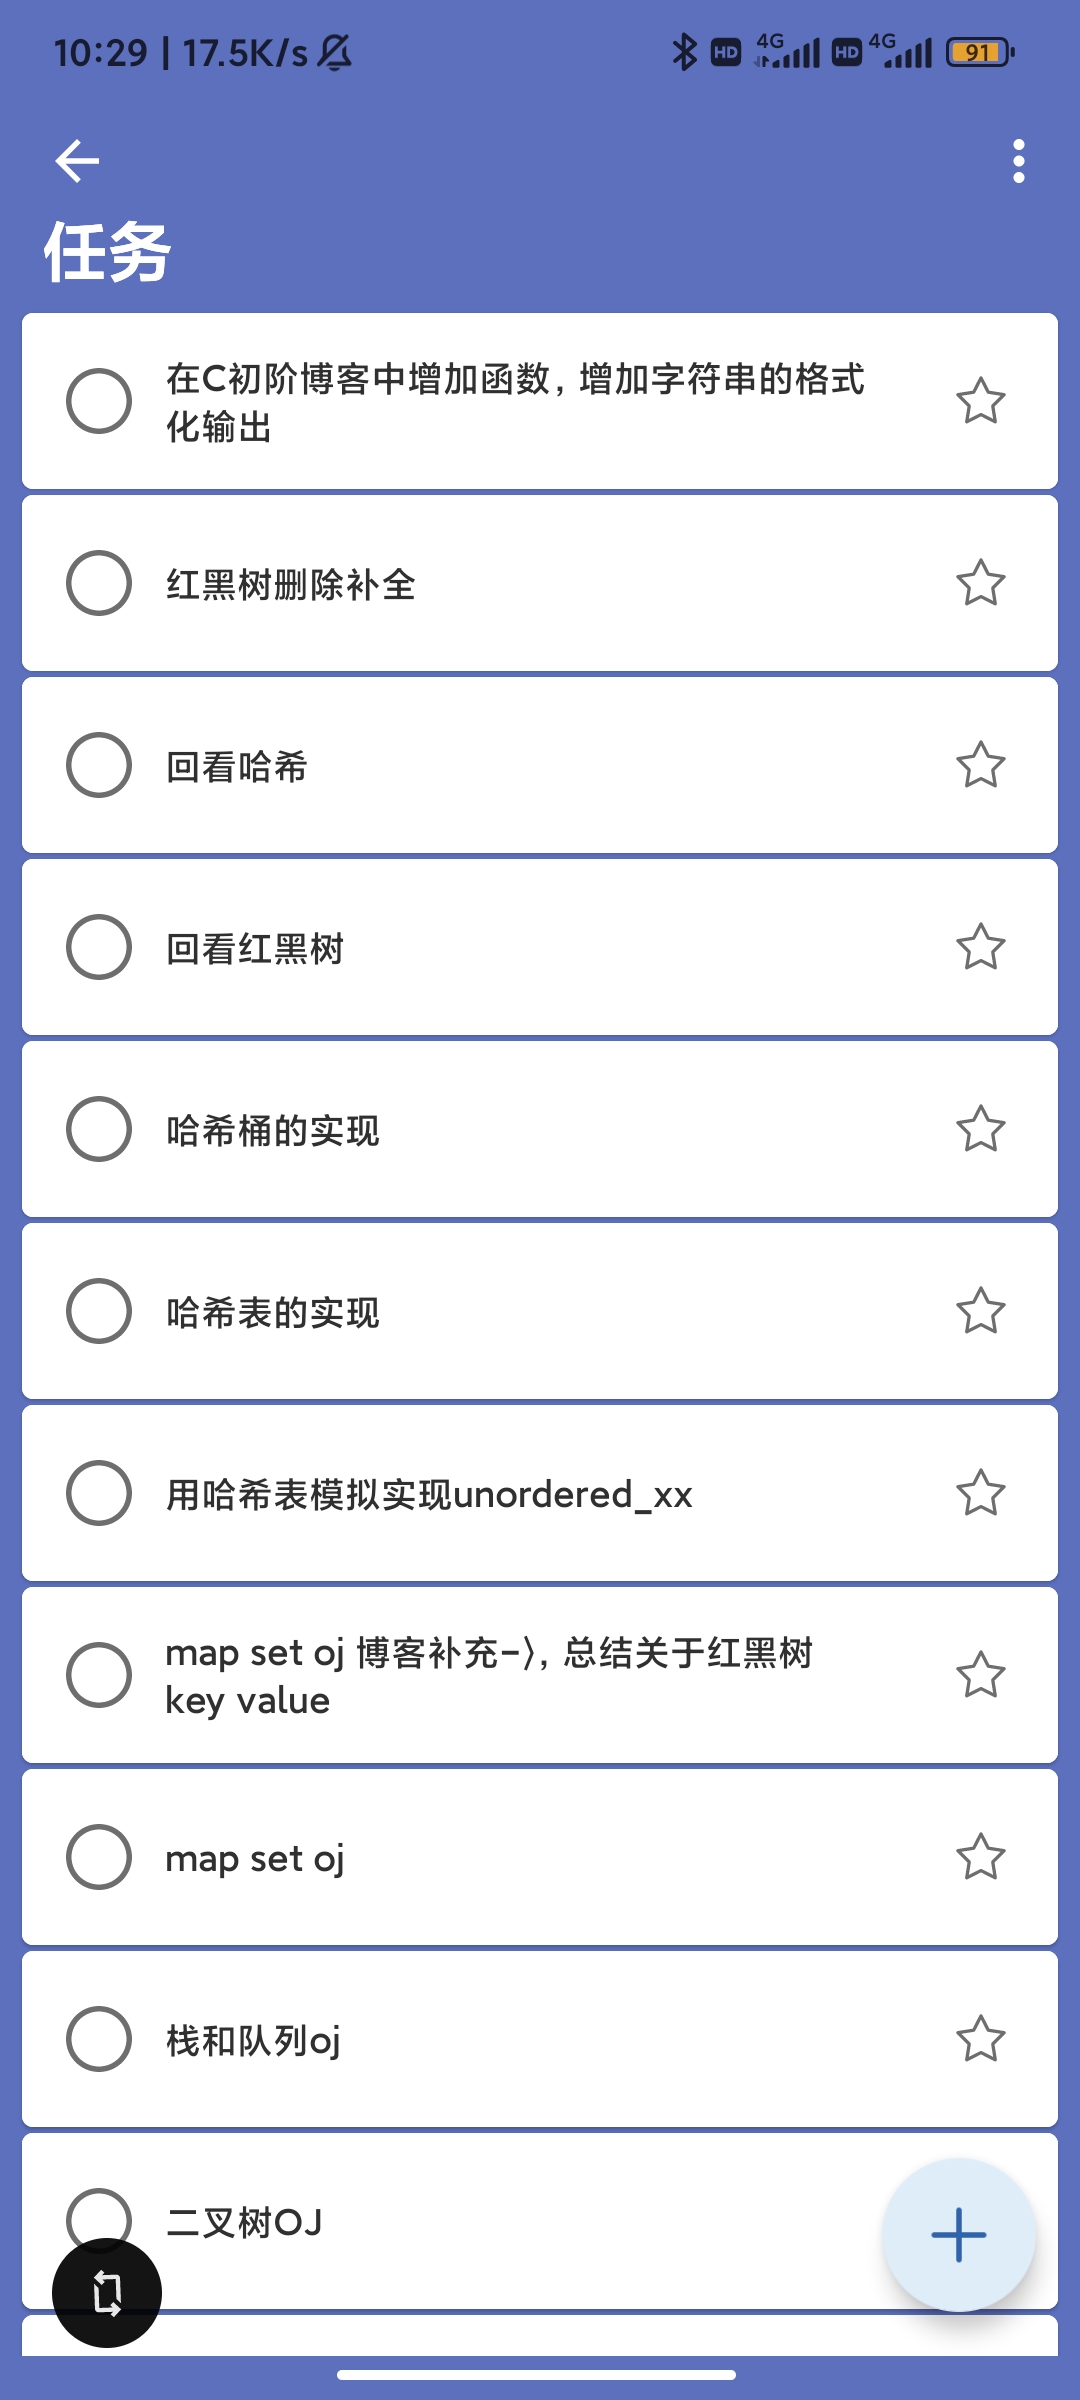 10:29 | 17.5K/s
HD 4G HD 4G 91
任务
在C初阶博客中增加函数, 增加字符串的格式
化输出
红黑树删除补全
回看哈希
回看红黑树
哈希桶的实现
哈希表的实现
用哈希表模拟实现unordered_xx
map set oj 博客补充-⟩, 总结关于红黑树
key value
map set oj
栈和队列oj
二叉树OJ